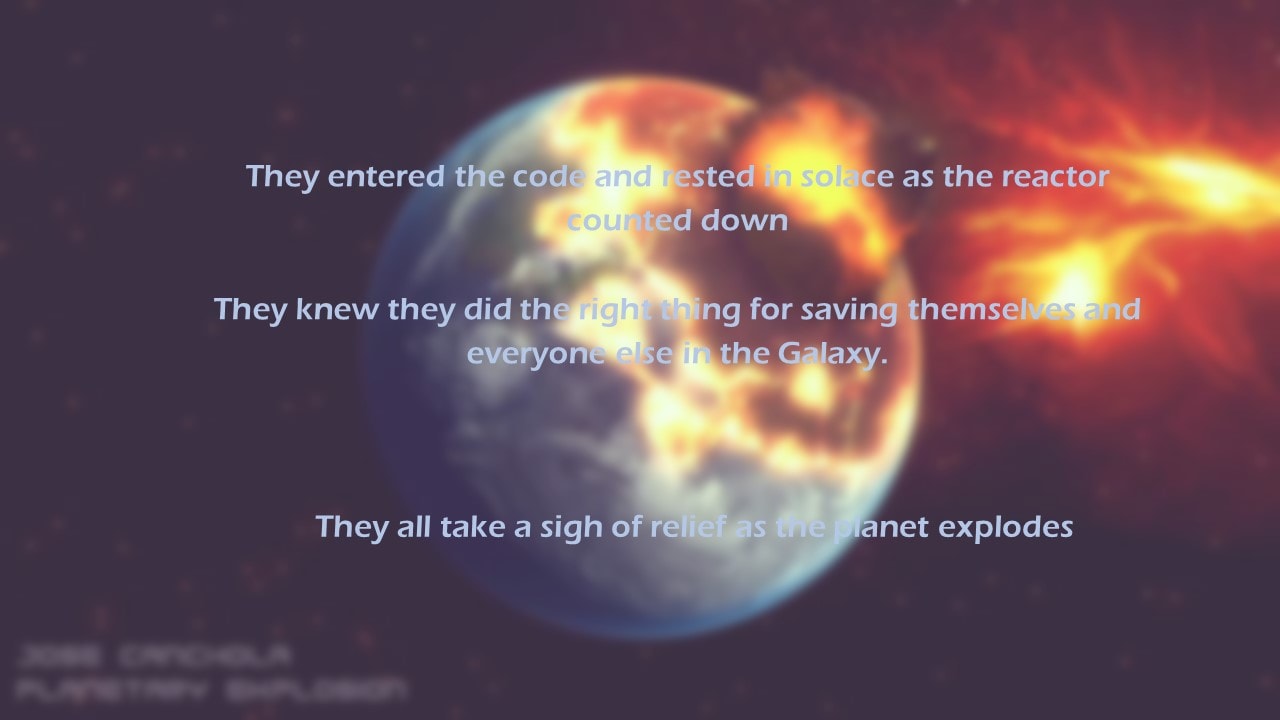 They entered the code and rested in solace as the reactor
counted down
They knew they did the right thing for saving themselves and
everyone else in the Galaxy.
They all take a sigh of relief as the planet explodes
JOSE CANCHOLA
PLANETARY EXPLOSION